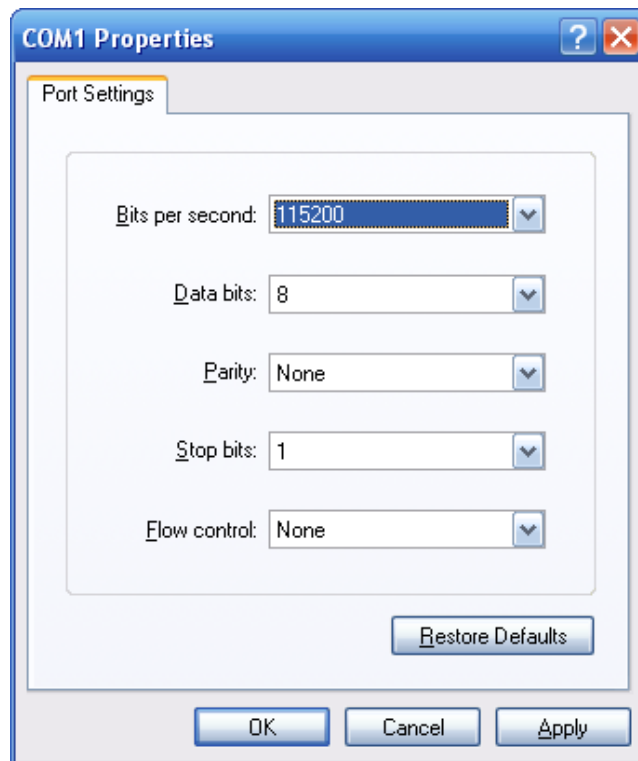 COM1 Properties
Port Settings
Bits per second: 115200
Data bits: 8
Parity: None
Stop bits: 1
Flow control: None
Restore Defaults
OK Cancel Apply